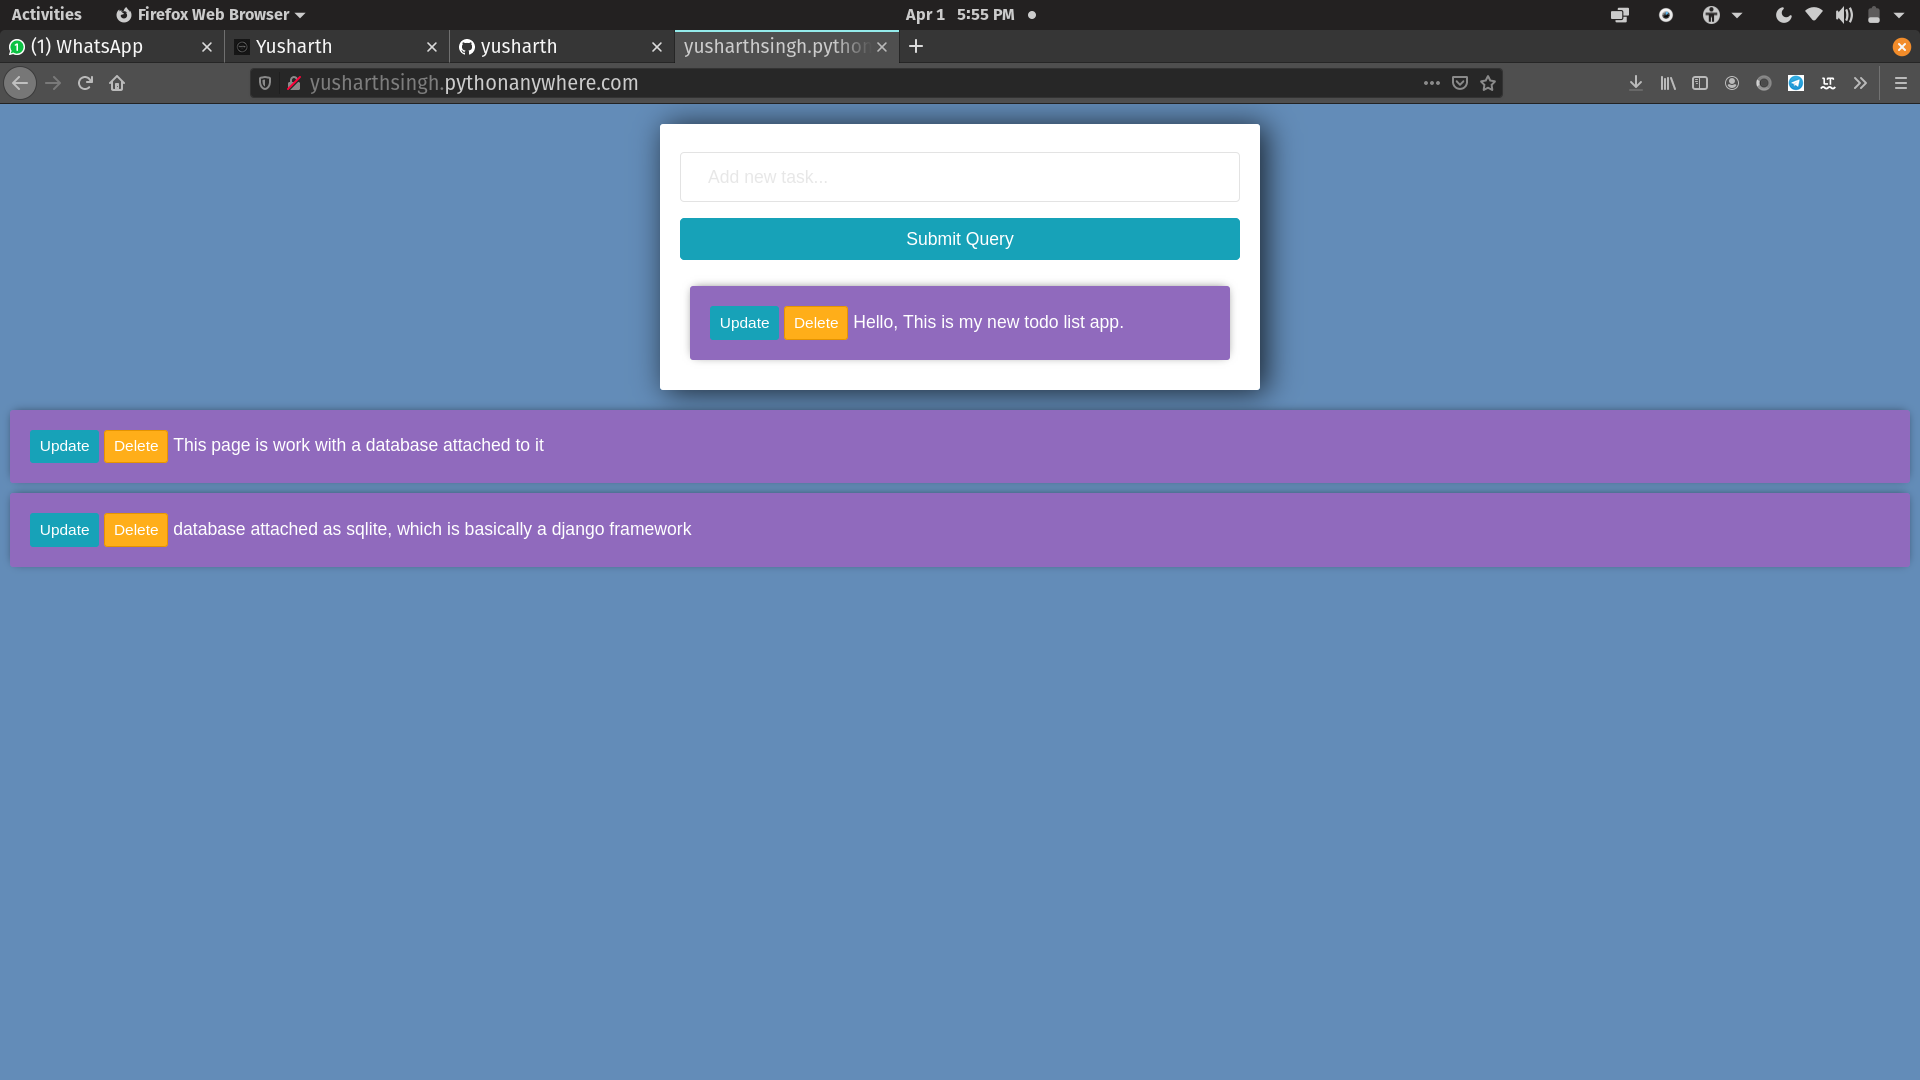 Activities Firefox Web Browser Apr 1 5:55 PM
(1) WhatsApp Yusharth yusharth yusharthsingh.python
yusharthsingh.pythonanywhere.com
Add new task...
Submit Query
Update Delete Hello, This is my new todo list app.
Update Delete This page is work with a database attached to it
Update Delete database attached as sqlite, which is basically a django framework